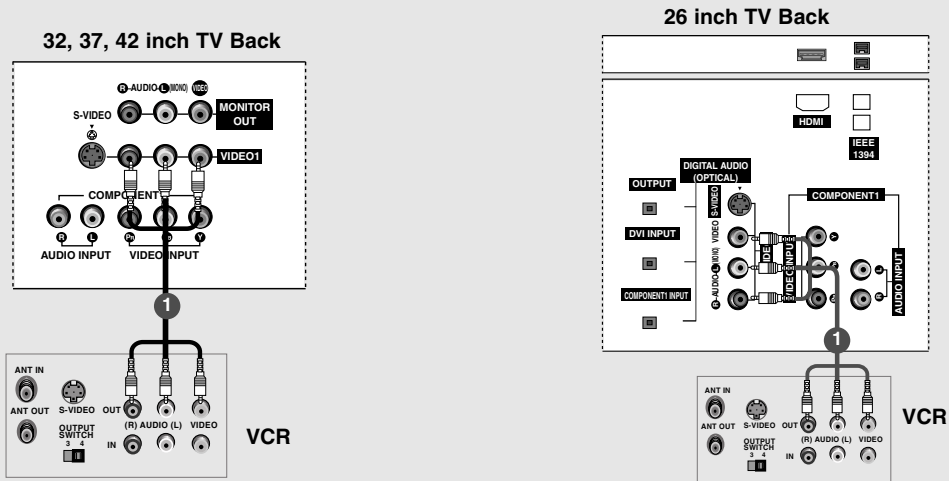 32, 37, 42 inch TV Back
R-AUDIO-L (MONO) VIDEO
S-VIDEO
MONITOR OUT
VIDEO1
COMPONENT
R L PR Y
AUDIO INPUT VIDEO INPUT
1
ANT IN
ANT OUT
S-VIDEO
OUT
(R) AUDIO (L) VIDEO
OUTPUT
SWITCH
3 4
IN
VCR
26 inch TV Back
HDMI
IEEE
1394
DIGITAL AUDIO
(OPTICAL)
OUTPUT
DVI INPUT
COMPONENT1 INPUT
S-VIDEO
VIDEO
R-AUDIO-L (MONO)
VIDEO INPUT
COMPONENT1
Y
L
R
AUDIO INPUT
1
ANT IN
ANT OUT
S-VIDEO
OUT
(R) AUDIO (L) VIDEO
OUTPUT
SWITCH
3 4
IN
VCR